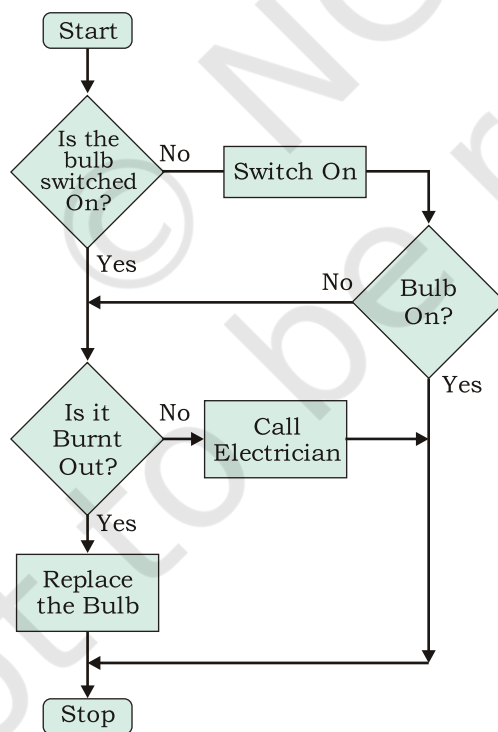 Start
Is the
bulb
switched
On?
No
Switch On
Yes
No
Bulb
On?
Yes
Is it
Burnt
Out?
No
Call
Electrician
Yes
Replace
the Bulb
Stop